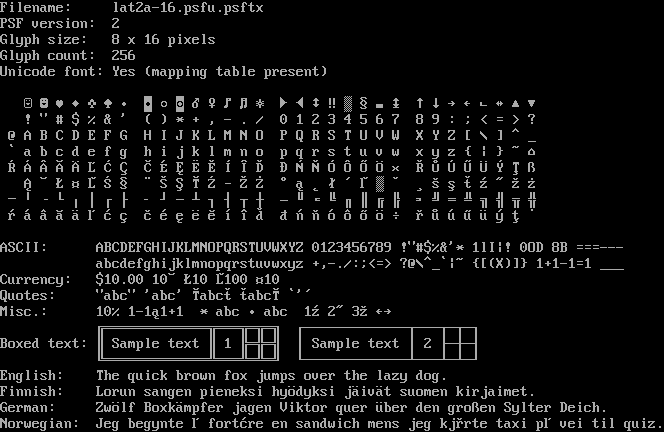 Filename:    lat2a-16.psfu.psftx
PSF version: 2
Glyph size:  8 x 16 pixels
Glyph count: 256
Unicode font: Yes (mapping table present)
☺ ☻ ♥ ♦ ♣ ♠ • ◘ ○ ◙ ♂ ♀ ♪ ♫ ☼ ► ◄ ↕ ‼ ▒ § ▬ ↨ ↑ ↓ → ← ∟ ↔ ▲ ▼
! " # $ % & ' ( ) * + , - . / 0 1 2 3 4 5 6 7 8 9 : ; < = > ?
@ A B C D E F G H I J K L M N O P Q R S T U V W X Y Z [ \ ] ^ _
` a b c d e f g h i j k l m n o p q r s t u v w x y z { | } ~ ⌂
Ŕ Á Â Ă Ä Ĺ Ć Ç Č É Ę Ë Ě Í Î Ď Đ Ń Ň Ó Ô Ő Ö × Ř Ů Ú Ű Ü Ý Ţ ß
Ą ˘ Ł ¤ Ľ Ś § ¨ Š Ş Ť Ź - Ž Ż ° ą ˛ ł ´ ľ ▒ ˇ ¸ š ş ť ź ˝ ž ż
ŕ á â ă ä ĺ ć ç č é ę ë ě í î ď đ ń ň ó ô ő ö ÷ ř ů ú ű ü ý ţ ˙
ASCII:       ABCDEFGHIJKLMNOPQRSTUVWXYZ 0123456789 !"#$%&'* 1lI|! 0OD 8B ===---
abcdefghijklmnopqrstuvwxyz +,-./:;<=> ?@\^_`|~ {[(X)]} 1+1-1=1 ___
Currency:    $10.00 10˘ Ł10 Ľ100 ¤10
Quotes:      "abc" 'abc' Ťabcť ťabcŤ `'´
Misc.:       10% 1-1ą1+1  * abc • abc  1ź 2˝ 3ž ↔
Boxed text:  Sample text 1  Sample text 2
English:     The quick brown fox jumps over the lazy dog.
Finnish:     Lorun sangen pieneksi hyödyksi jäivät suomen kirjaimet.
German:      Zwölf Boxkämpfer jagen Viktor quer über den großen Sylter Deich.
Norwegian:   Jeg begynte ĺ fortćre en sandwich mens jeg kjřrte taxi pĺ vei til quiz.